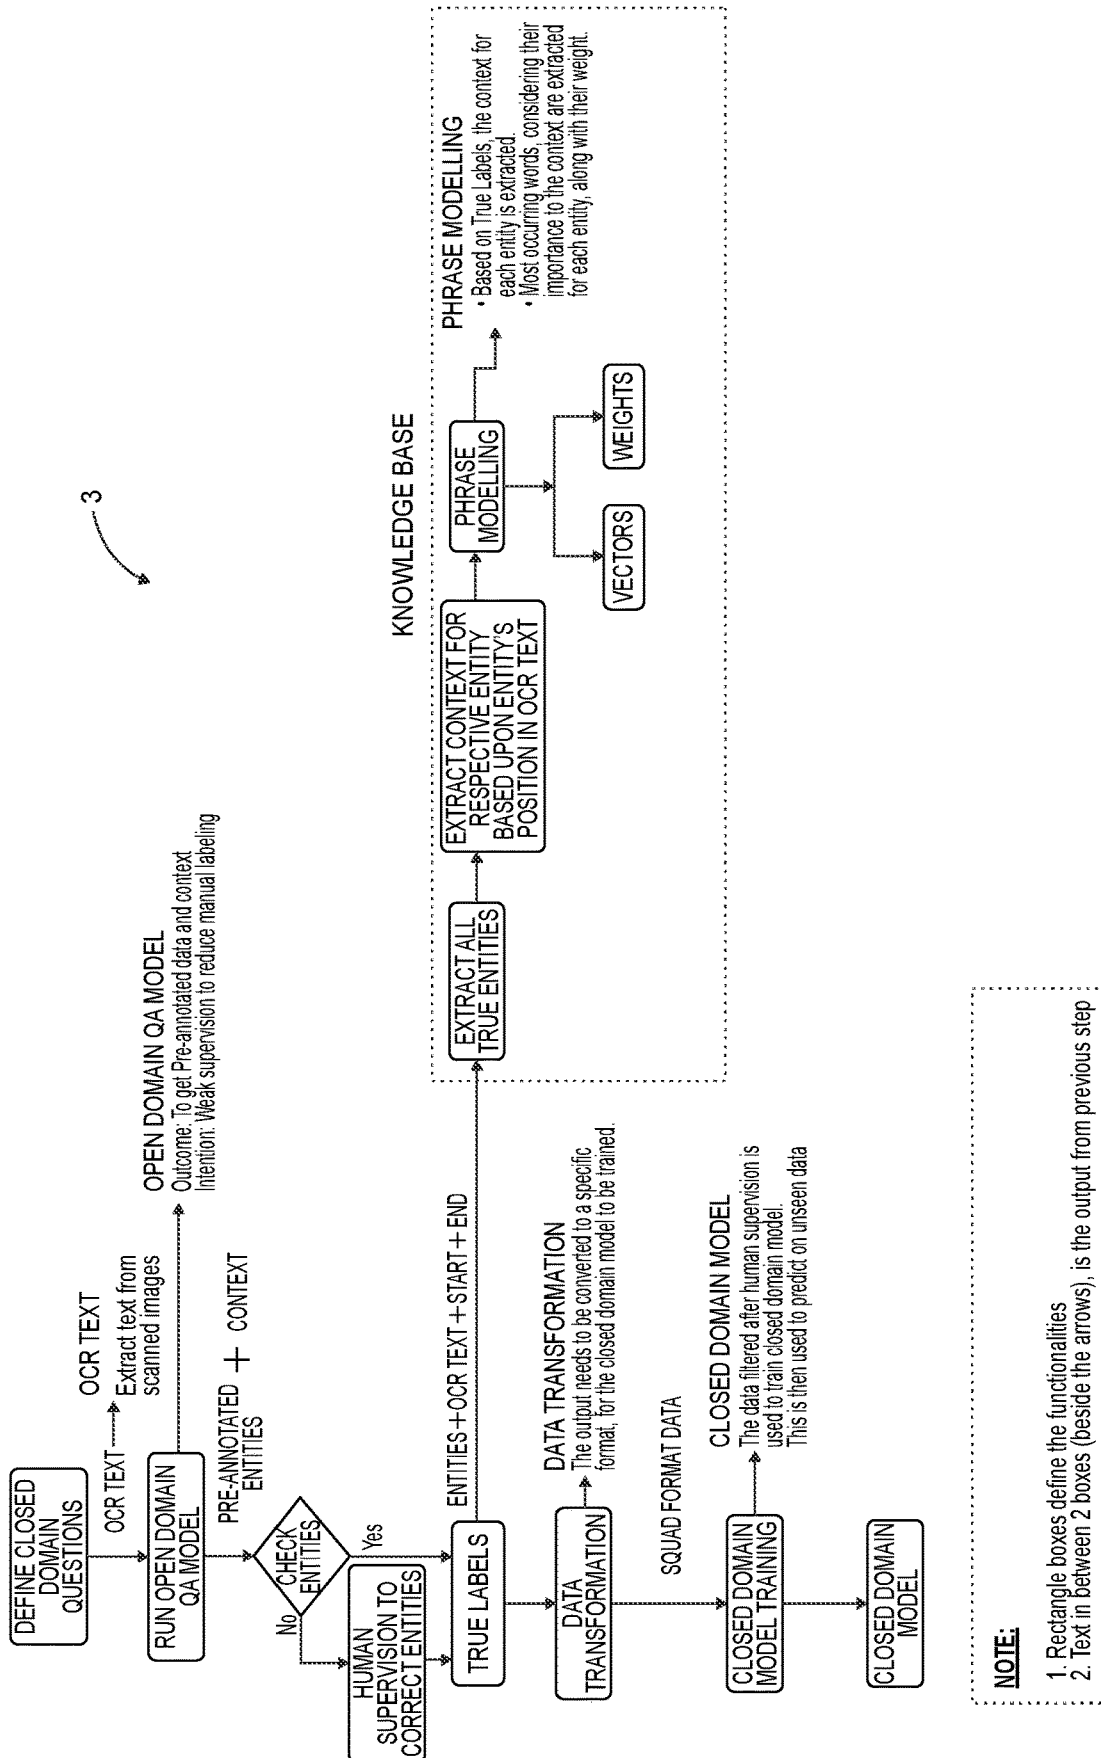 3
DEFINE CLOSED
DOMAIN
QUESTIONS
OCR TEXT
OCR TEXT
Extract text from
scanned images
RUN OPEN DOMAIN
QA MODEL
OPEN DOMAIN QA MODEL
Outcome: To get Pre-annotated data and context
Intention: Weak supervision to reduce manual labeling
PRE-ANNOTATED
ENTITIES
+ CONTEXT
CHECK
ENTITIES
No
Yes
HUMAN
SUPERVISION TO
CORRECT ENTITIES
TRUE LABELS
ENTITIES+OCR TEXT+START+END
KNOWLEDGE BASE
EXTRACT ALL
TRUE ENTITIES
EXTRACT CONTEXT FOR
RESPECTIVE ENTITY
BASED UPON ENTITY'S
POSITION IN OCR TEXT
PHRASE
MODELLING
VECTORS
WEIGHTS
PHRASE MODELLING
• Based on True Labels, the context for
each entity is extracted.
• Most occurring words, considering their
importance to the context are extracted
for each entity, along with their weight.
DATA
TRANSFORMATION
DATA TRANSFORMATION
The output needs to be converted to a specific
format, for the closed domain model to be trained.
SQUAD FORMAT DATA
CLOSED DOMAIN
MODEL TRAINING
CLOSED DOMAIN MODEL
The data filtered after human supervision is
used to train closed domain model.
This is then used to predict on unseen data
CLOSED DOMAIN
MODEL
NOTE:
1. Rectangle boxes define the functionalities
2. Text in between 2 boxes (beside the arrows), is the output from previous step